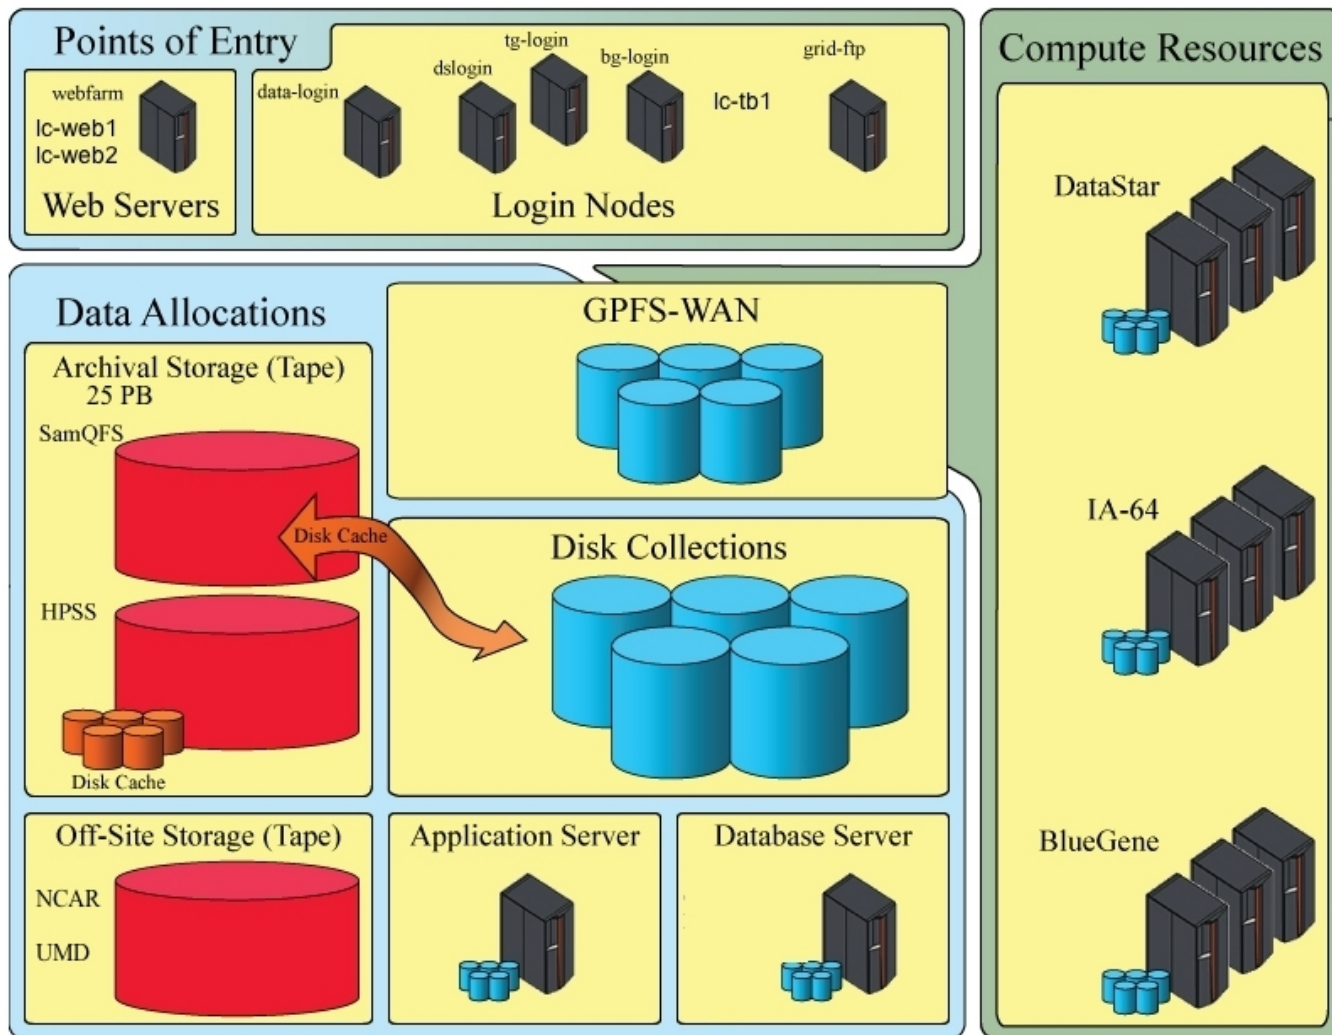 Points of Entry
webfarm
lc-web1
lc-web2
Web Servers
data-login
dslogin
tg-login
bg-login
lc-tb1
grid-ftp
Login Nodes
Compute Resources
DataStar
IA-64
BlueGene
Data Allocations
Archival Storage (Tape)
25 PB
SamQFS
HPSS
Disk Cache
Disk Cache
GPFS-WAN
Disk Collections
Off-Site Storage (Tape)
NCAR
UMD
Application Server
Database Server